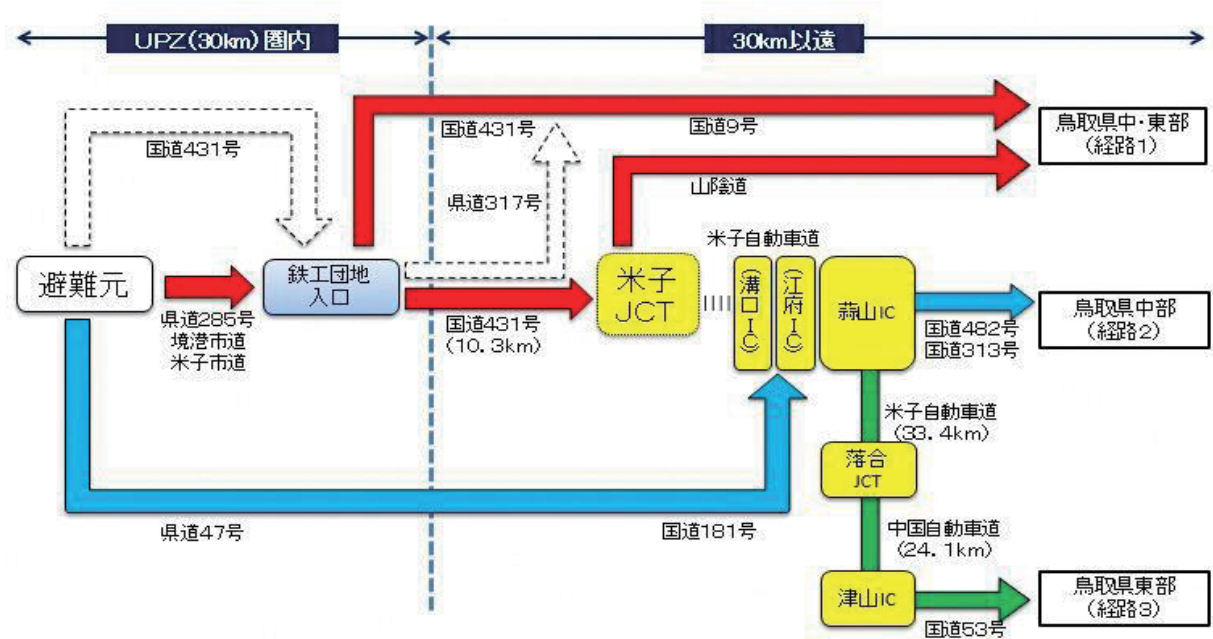 UPZ(30km)圏内
30km以遠
国道431号
国道431号
国道9号
鳥取県中・東部
(経路1)
県道317号
山陰道
米子自動車道
避難元
鉄工団地
入口
米子
JCT
(溝口IC)
(江府IC)
蒜山IC
県道285号
境港市道
米子市道
国道431号
(10.3km)
国道482号
国道313号
鳥取県中部
(経路2)
米子自動車道
(33.4km)
落合
JCT
県道47号
国道181号
中国自動車道
(24.1km)
津山IC
国道53号
鳥取県東部
(経路3)